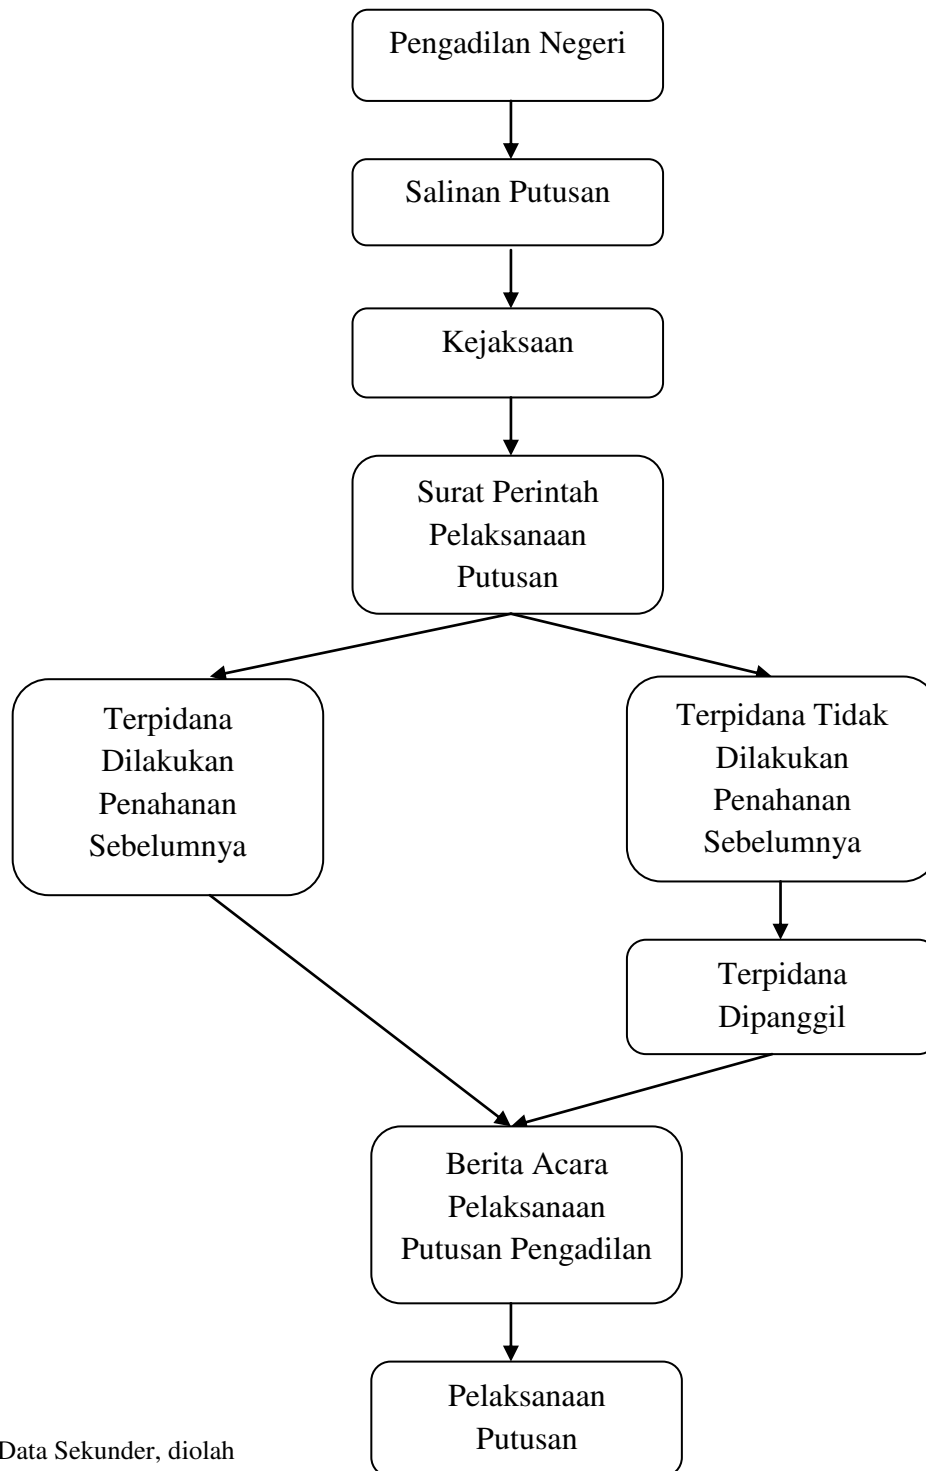 Pengadilan Negeri
Salinan Putusan
Kejaksaan
Surat Perintah
Pelaksanaan
Putusan
Terpidana
Dilakukan
Penahanan
Sebelumnya
Terpidana Tidak
Dilakukan
Penahanan
Sebelumnya
Terpidana
Dipanggil
Berita Acara
Pelaksanaan
Putusan Pengadilan
Pelaksanaan
Putusan
Data Sekunder, diolah